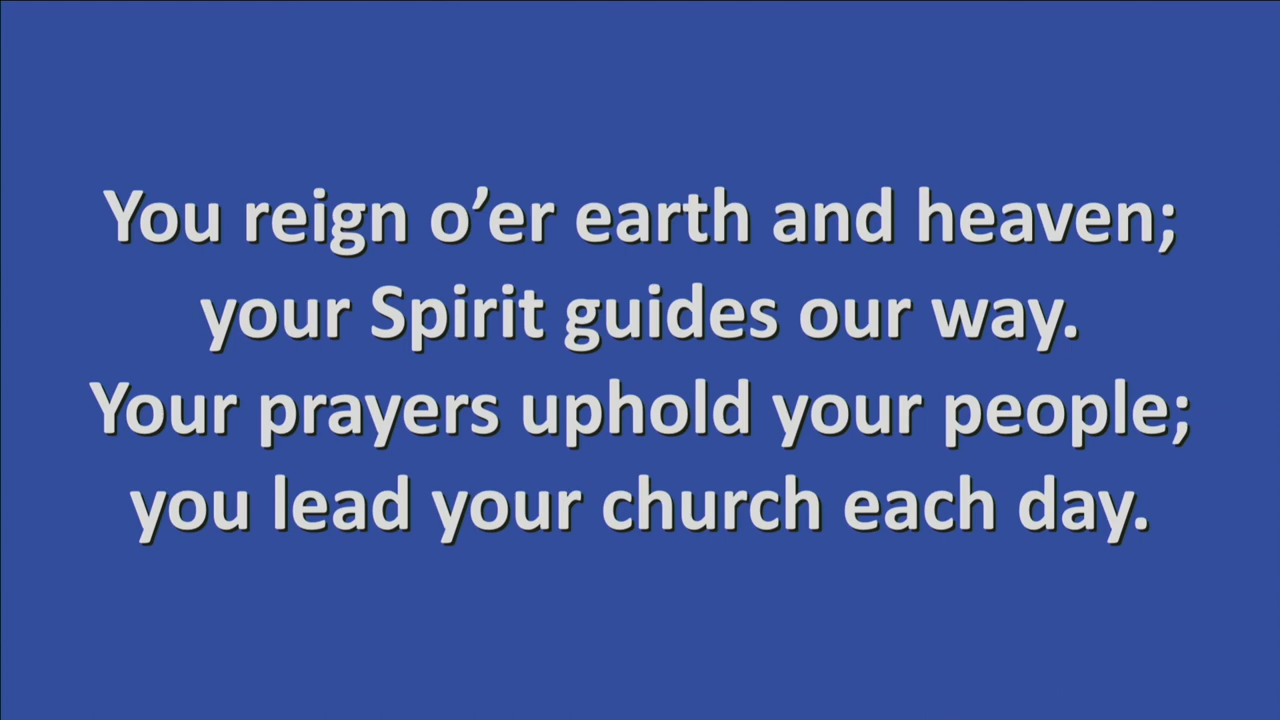 You reign o’er earth and heaven;
your Spirit guides our way.
Your prayers uphold your people;
you lead your church each day.